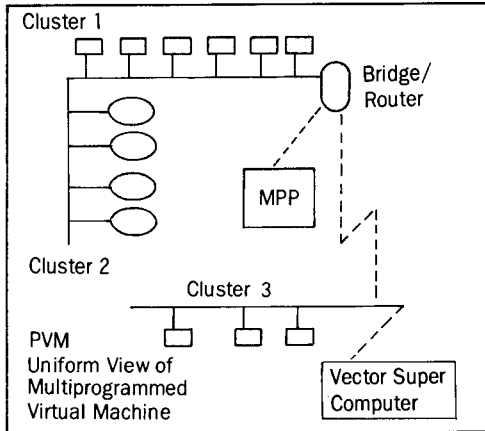 Cluster 1
Bridge/
Router
MPP
Cluster 2
Cluster 3
PVM
Uniform View of
Multiprogrammed
Virtual Machine
Vector Super
Computer